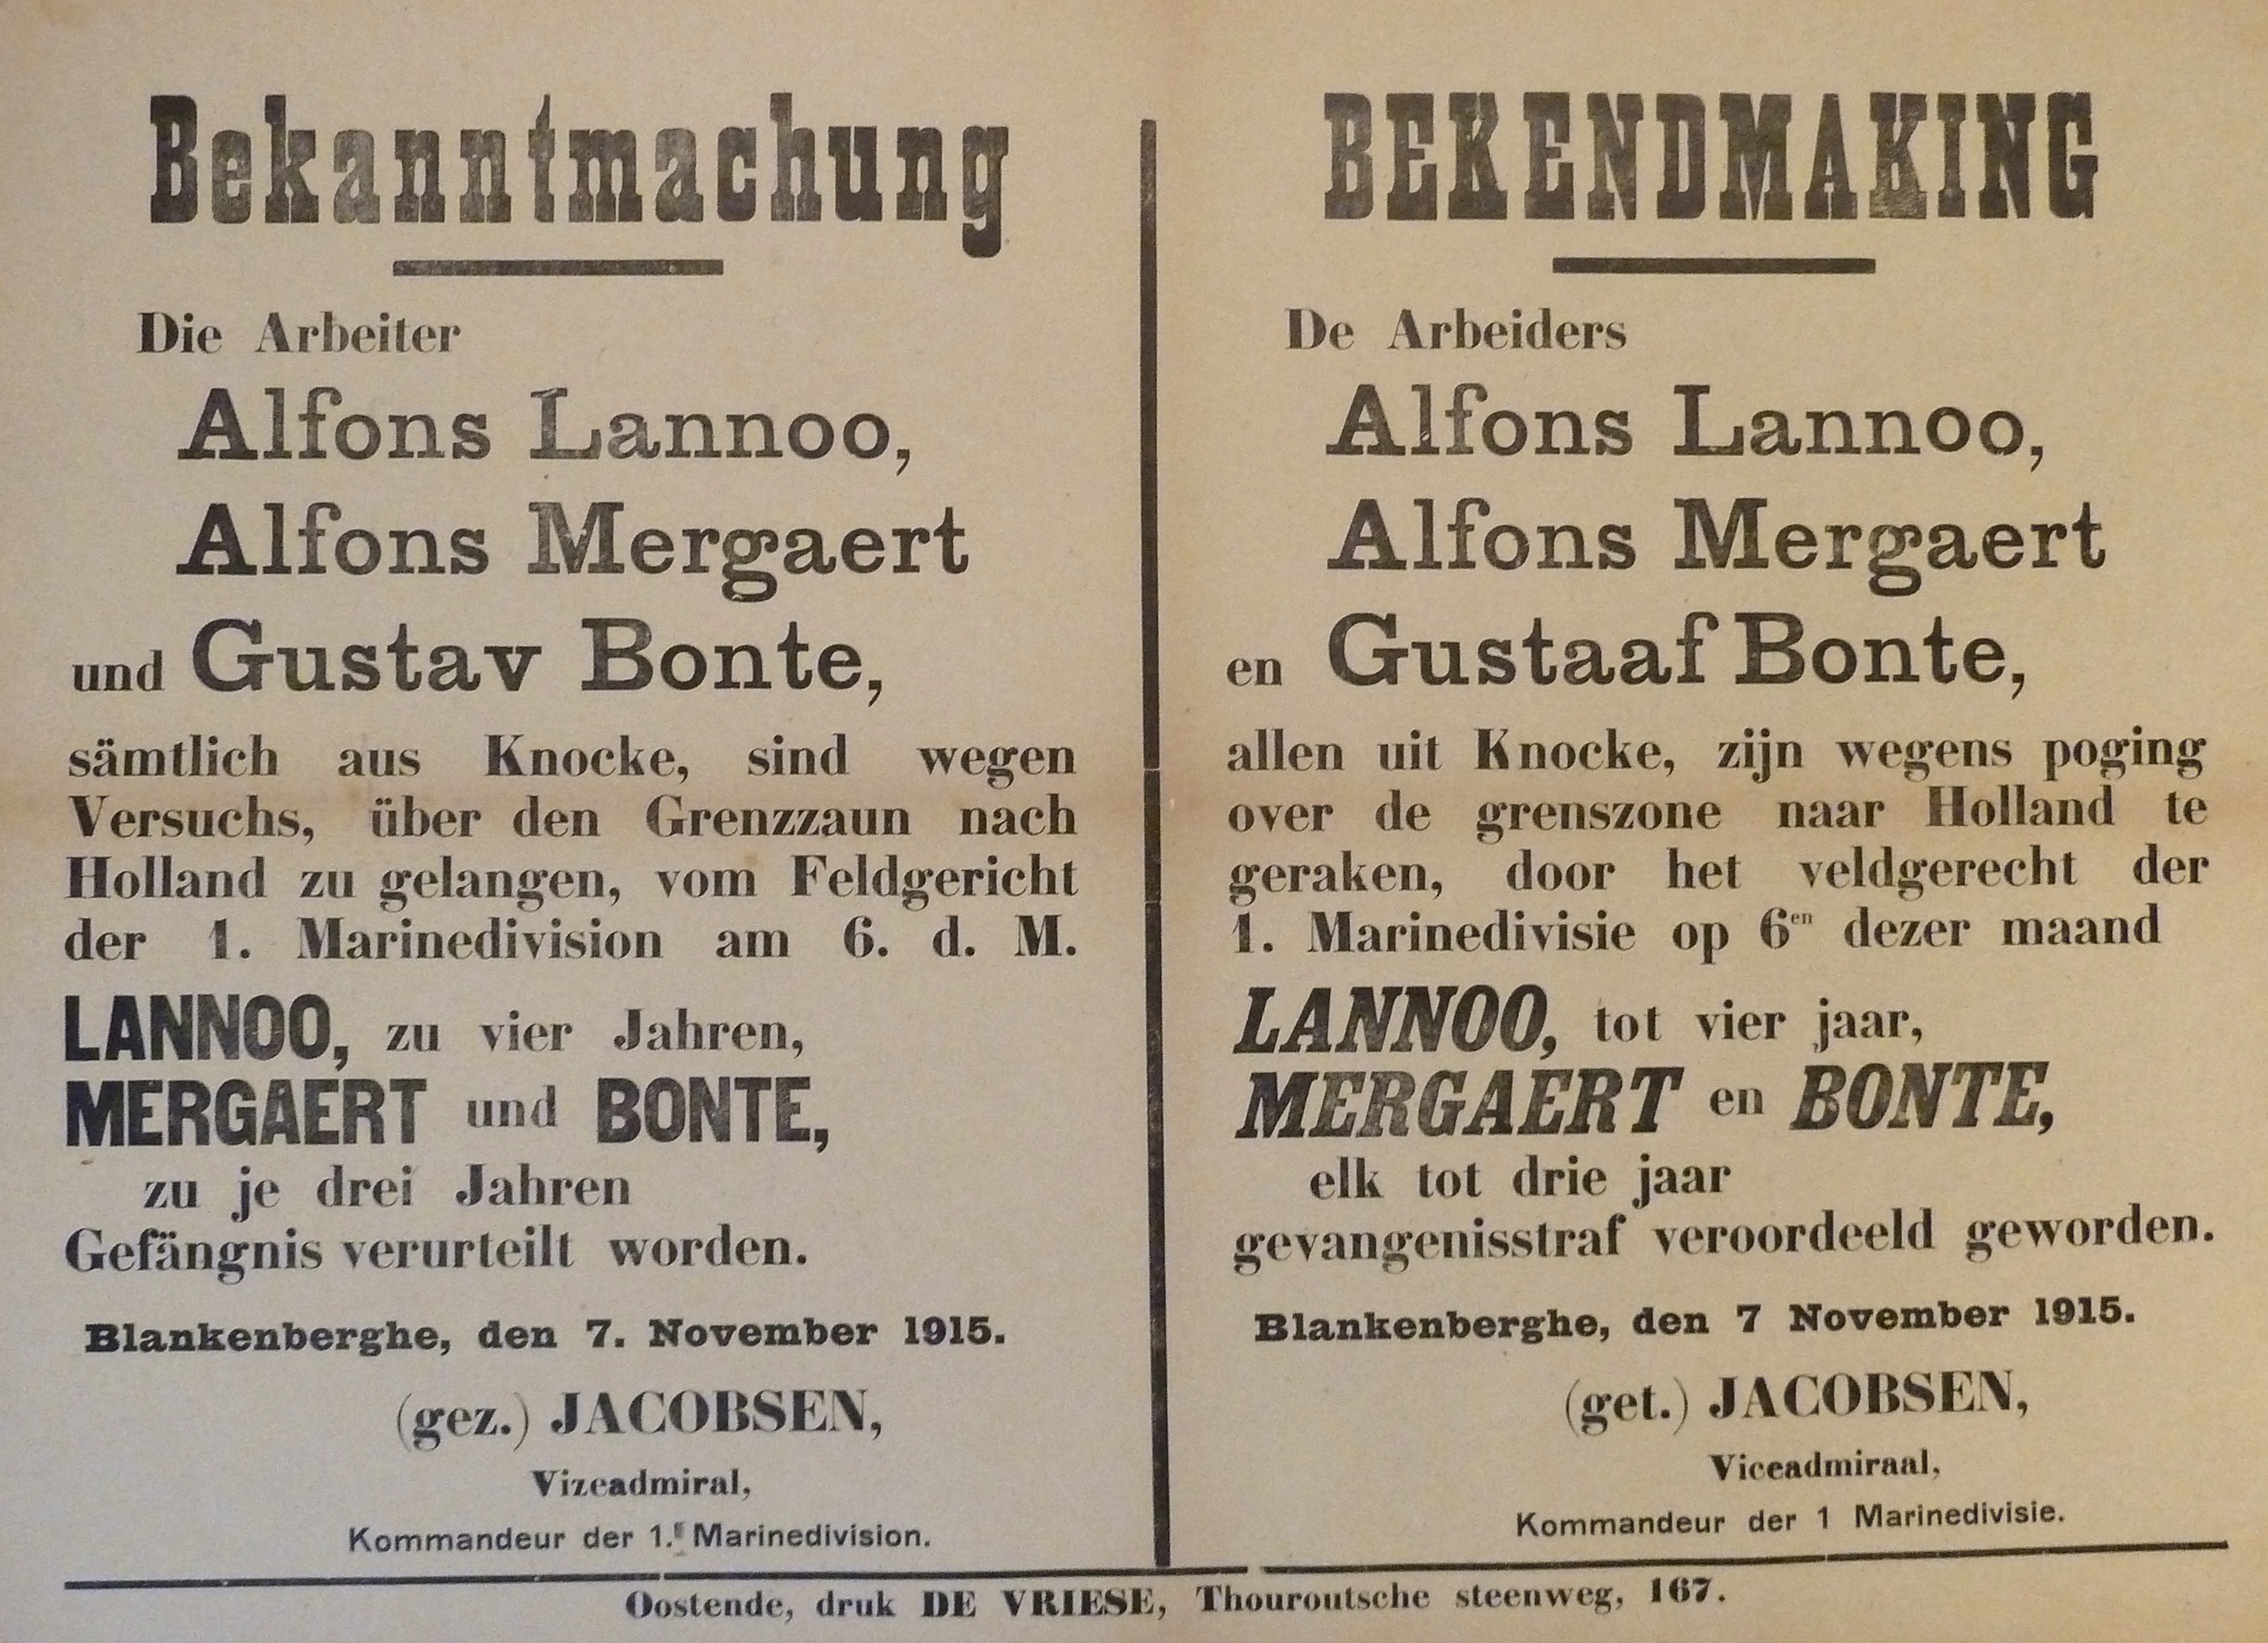 Bekanntmachung
Die Arbeiter
Alfons Lannoo,
Alfons Mergaert
und Gustav Bonte,
sämtlich aus Knocke, sind wegen
Versuchs, über den Grenzzaun nach
Holland zu gelangen, vom Feldgericht
der 1. Marinedivision am 6. d. M.
LANNOO, zu vier Jahren,
MERGAERT und BONTE,
zu je drei Jahren
Gefängnis verurteilt worden.
Blankenberghe, den 7. November 1915.
(gez.) JACOBSEN,
Vizeadmiral,
Kommandeur der 1. Marinedivision.
BEKENDMAKING
De Arbeiders
Alfons Lannoo,
Alfons Mergaert
en Gustaaf Bonte,
allen uit Knocke, zijn wegens poging
over de grenszone naar Holland te
geraken, door het veldgerecht der
1. Marinedivisie op 6en dezer maand
LANNOO, tot vier jaar,
MERGAERT en BONTE,
elk tot drie jaar
gevangenisstraf veroordeeld geworden.
Blankenberghe, den 7 November 1915.
(get.) JACOBSEN,
Viceadmiraal,
Kommandeur der 1 Marinedivisie.
Oostende, druk DE VRIESE, Thouroutsche steenweg, 167.